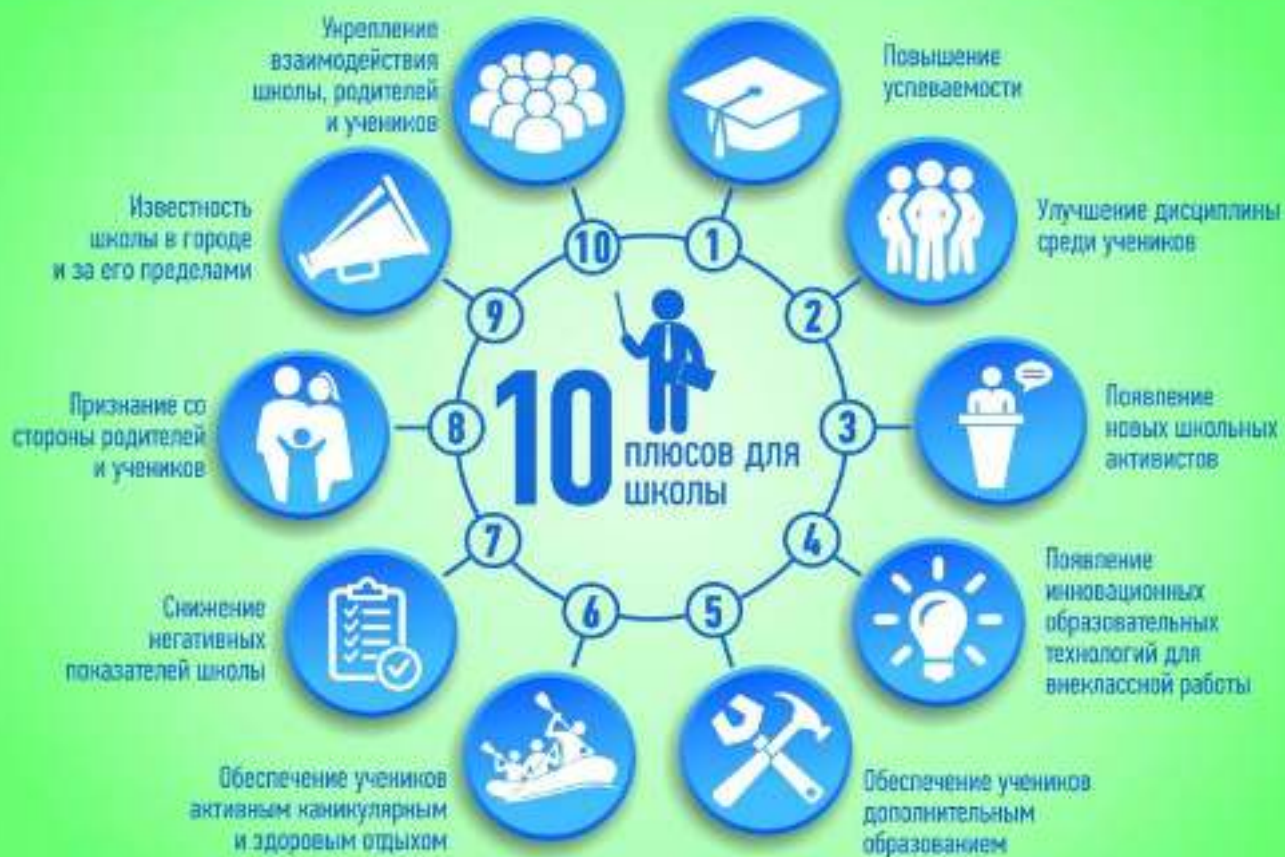 10
ПЛЮСОВ ДЛЯ
ШКОЛЫ
1
Повышение
успеваемости
2
Улучшение дисциплины
среди учеников
3
Появление
новых школьных
активистов
4
Появление
инновационных
образовательных
технологий для
внеклассной работы
5
Обеспечение учеников
дополнительным
образованием
6
Обеспечение учеников
активным каникулярным
и здоровым отдыхом
7
Снижение
негативных
показателей школы
8
Признание со
стороны родителей
и учеников
9
Известность
школы в городе
и за его пределами
10
Укрепление
взаимодействия
школы, родителей
и учеников